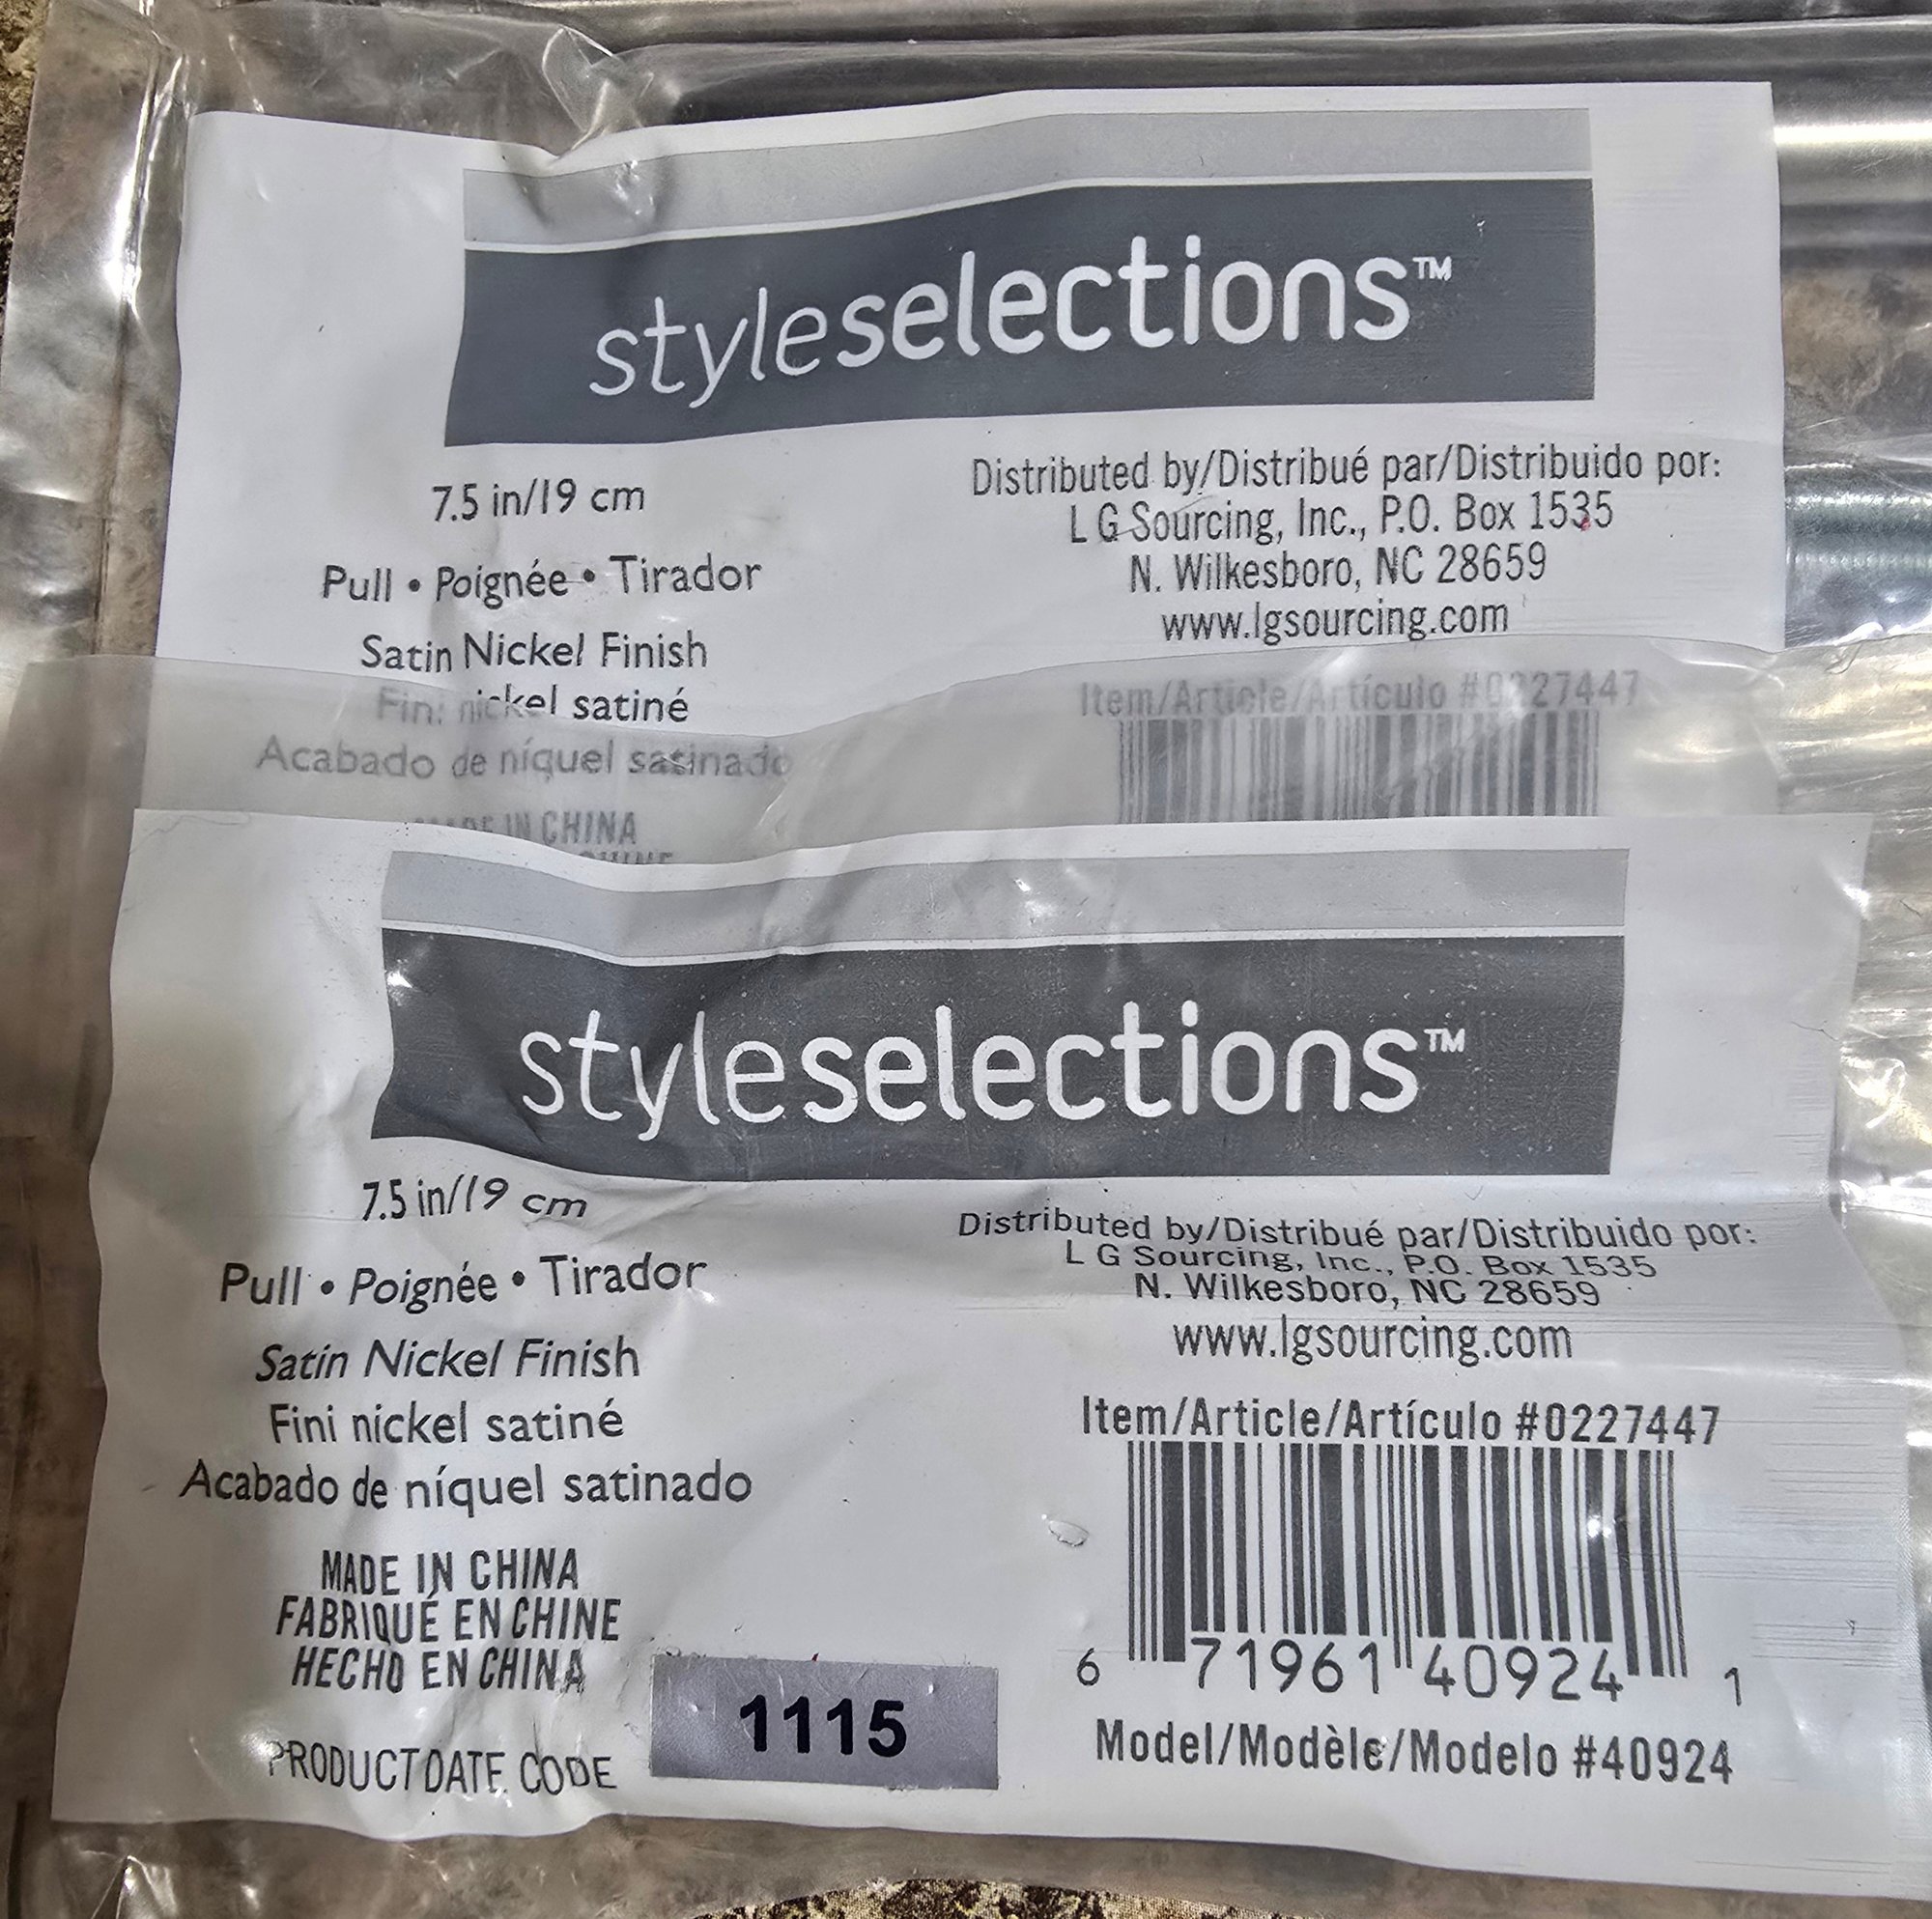 styleselections™
7.5 in/19 cm
Pull • Poignée • Tirador
Satin Nickel Finish
Fini nickel satiné
Acabado de níquel satinado
MADE IN CHINA
Distributed by/Distribué par/Distribuido por:
L G Sourcing, Inc., P.O. Box 1535
N. Wilkesboro, NC 28659
www.lgsourcing.com
Item/Article/Artículo #0227447
styleselections™
7.5 in/19 cm
Pull • Poignée • Tirador
Satin Nickel Finish
Fini nickel satiné
Acabado de níquel satinado
MADE IN CHINA
FABRIQUÉ EN CHINE
HECHO EN CHINA
PRODUCT DATE CODE 1115
Distributed by/Distribué par/Distribuido por:
L G Sourcing, Inc., P.O. Box 1535
N. Wilkesboro, NC 28659
www.lgsourcing.com
Item/Article/Artículo #0227447
6 71961 40924 1
Model/Modèle/Modelo #40924